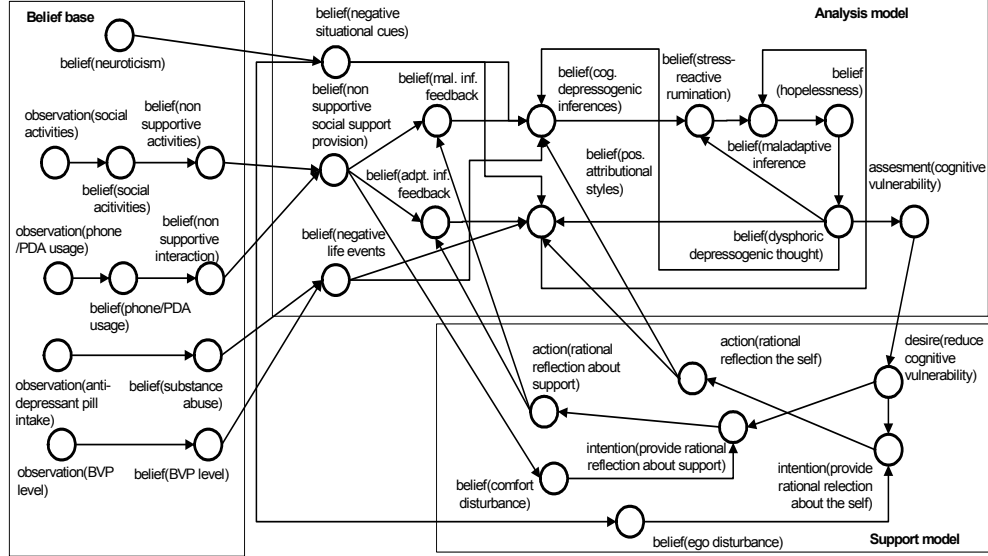 Belief base
belief(neuroticism)
observation(social
activities)
belief(non
supportive
activities)
belief(social
acitivities)
observation(phone
/PDA usage)
belief(non
supportive
interaction)
belief(phone/PDA
usage)
observation(anti-
depressant pill
intake)
belief(substance
abuse)
observation(BVP
level)
belief(BVP level)
Analysis model
belief(negative
situational cues)
belief(non
supportive
social support
provision)
belief(mal. inf.
feedback
belief(adpt. inf.
feedback
belief(negative
life events)
belief(cog.
depressogenic
inferences)
belief(pos.
attributional
styles)
belief(stress-
reactive
rumination)
belief
(hopelessness)
belief(maladaptive
inference
belief(dysphoric
depressogenic thought)
assesment(cognitive
vulnerability)
action(rational
reflection about
support)
action(rational
reflection the self)
desire(reduce
cognitive
vulnerability)
intention(provide rational
reflection about support)
intention(provide
rational relection
about the self)
belief(comfort
disturbance)
belief(ego disturbance)
Support model